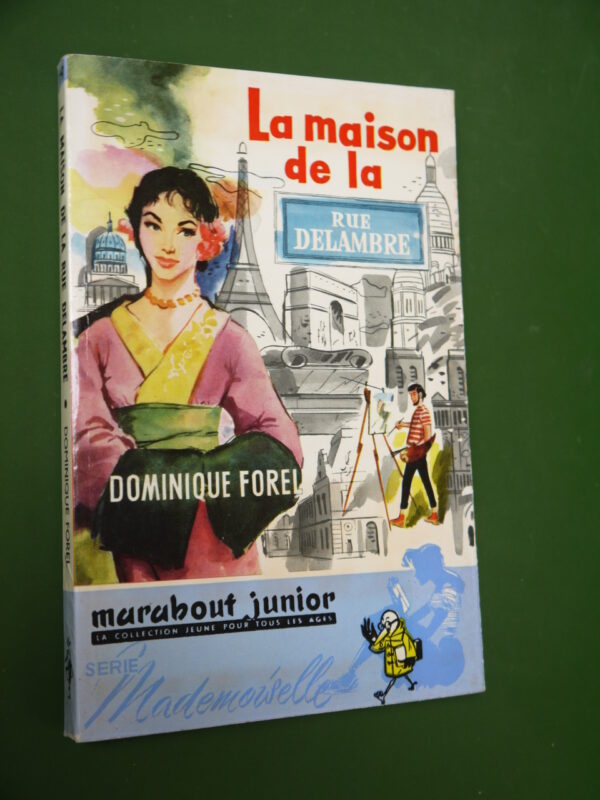 La maison
de la
RUE
DELAMBRE
DOMINIQUE FOREL
marabout junior
LA COLLECTION JEUNE POUR TOUS LES AGES
SERIE
Mademoiselle
LA MAISON DE LA RUE DELAMBRE • DOMINIQUE FOREL